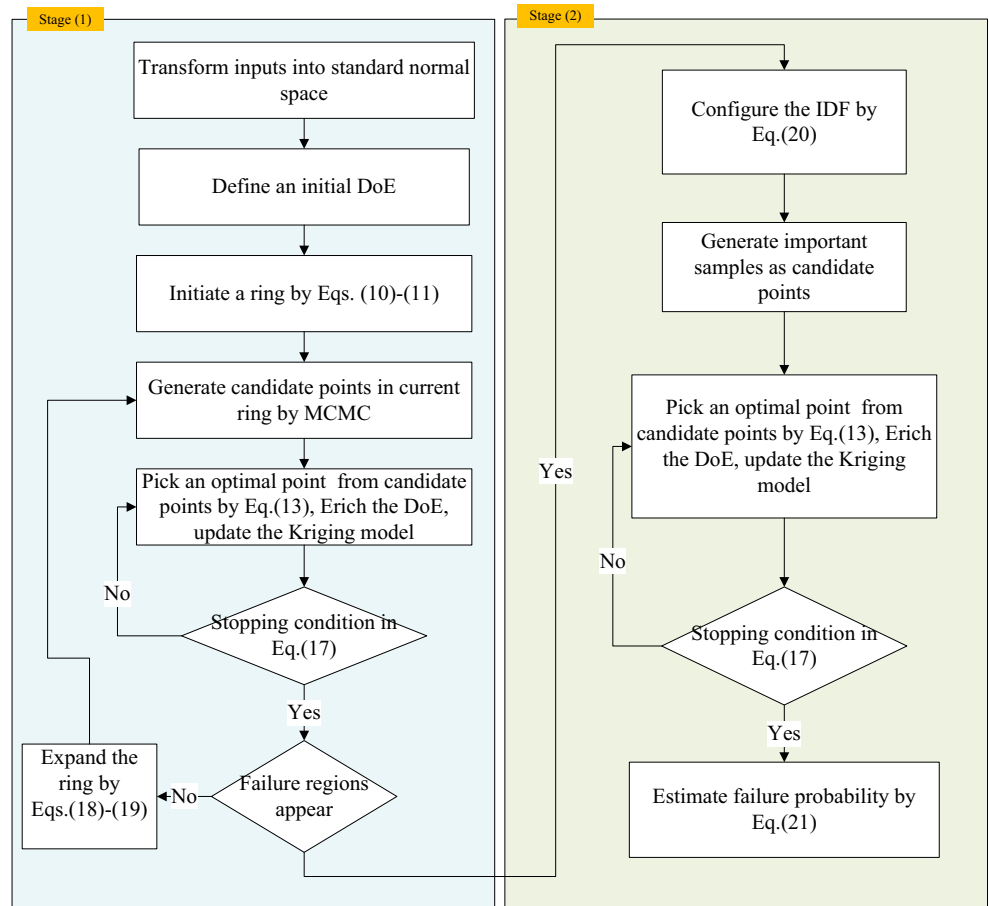 Stage (1)
Transform inputs into standard normal
space
Define an initial DoE
Initiate a ring by Eqs. (10)-(11)
Generate candidate points in current
ring by MCMC
Pick an optimal point from candidate
points by Eq.(13), Erich the DoE,
update the Kriging model
No
Stopping condition in
Eq.(17)
Yes
Expand the
ring by
Eqs.(18)-(19)
No
Failure regions
appear
Yes
Stage (2)
Configure the IDF by
Eq.(20)
Generate important
samples as candidate
points
Pick an optimal point from
candidate points by Eq.(13), Erich
the DoE, update the Kriging
model
No
Stopping condition in
Eq.(17)
Yes
Estimate failure probability by
Eq.(21)